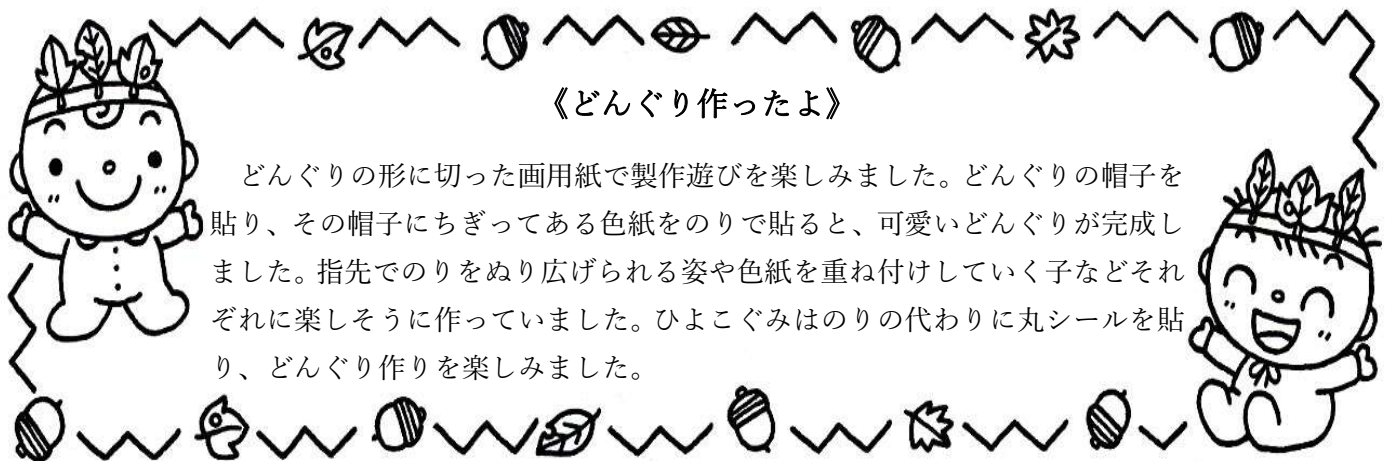 《どんぐり作ったよ》
　どんぐりの形に切った画用紙で製作遊びを楽しみました。どんぐりの帽子を
貼り、その帽子にちぎってある色紙をのりで貼ると、可愛いどんぐりが完成し
ました。指先でのりをぬり広げられる姿や色紙を重ね付けしていく子などそれ
ぞれに楽しそうに作っていました。ひよこぐみはのりの代わりに丸シールを貼
り、どんぐり作りを楽しみました。